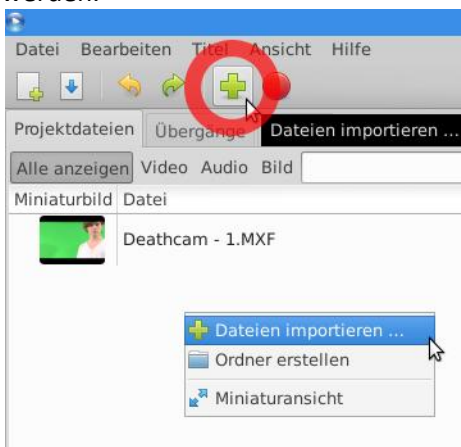 Datei Bearbeiten Titel Ansicht Hilfe
Projektdateien Übergänge Dateien importieren ...
Alle anzeigen Video Audio Bild
Miniaturbild Datei
Deathcam - 1.MXF
Dateien importieren ...
Ordner erstellen
Miniaturansicht